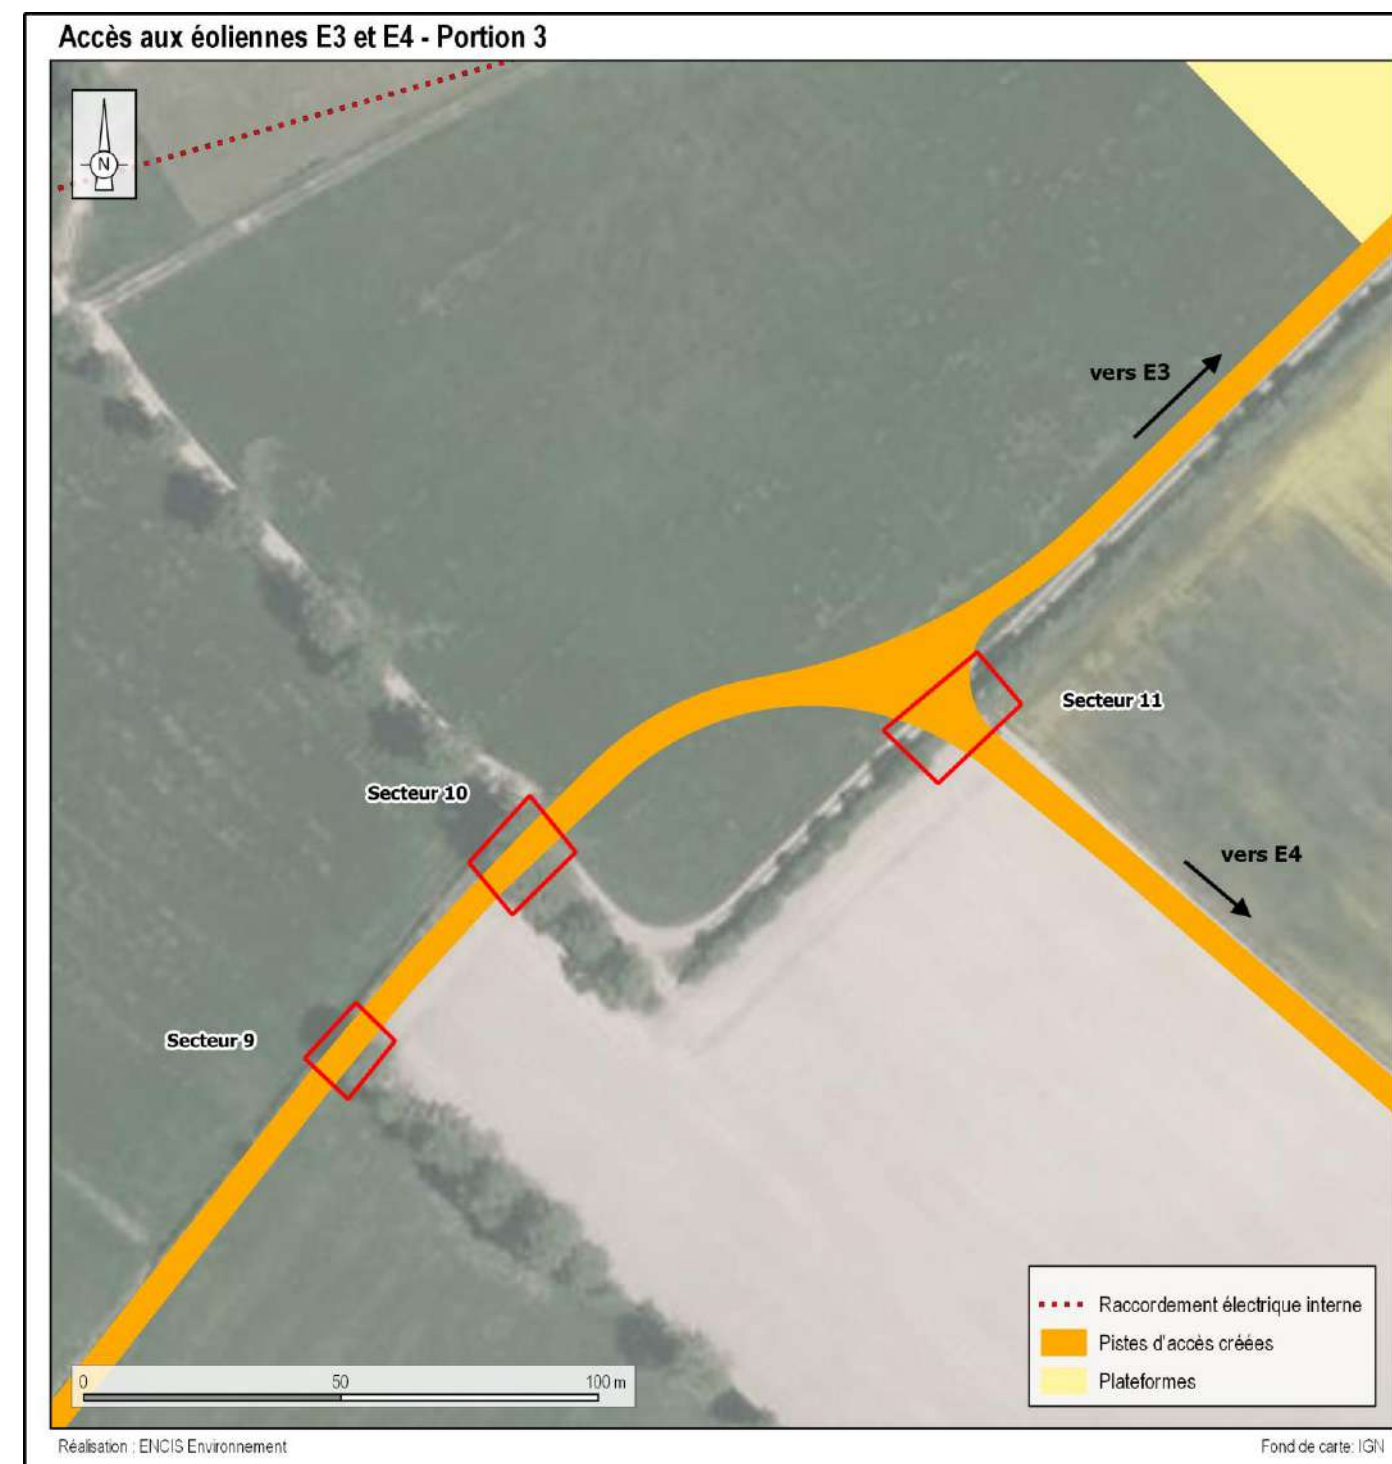 Accès aux éoliennes E3 et E4 - Portion 3
N
vers E3
Secteur 11
Secteur 10
vers E4
Secteur 9
Raccordement électrique interne
Pistes d'accès créées
Plateformes
0 50 100 m
Réalisation : ENCIS Environnement
Fond de carte: IGN